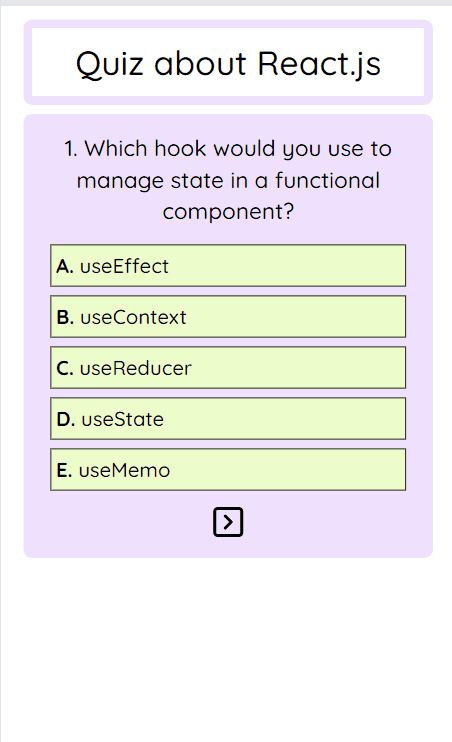 Quiz about React.js
1. Which hook would you use to
manage state in a functional
component?
A. useEffect
B. useContext
C. useReducer
D. useState
E. useMemo